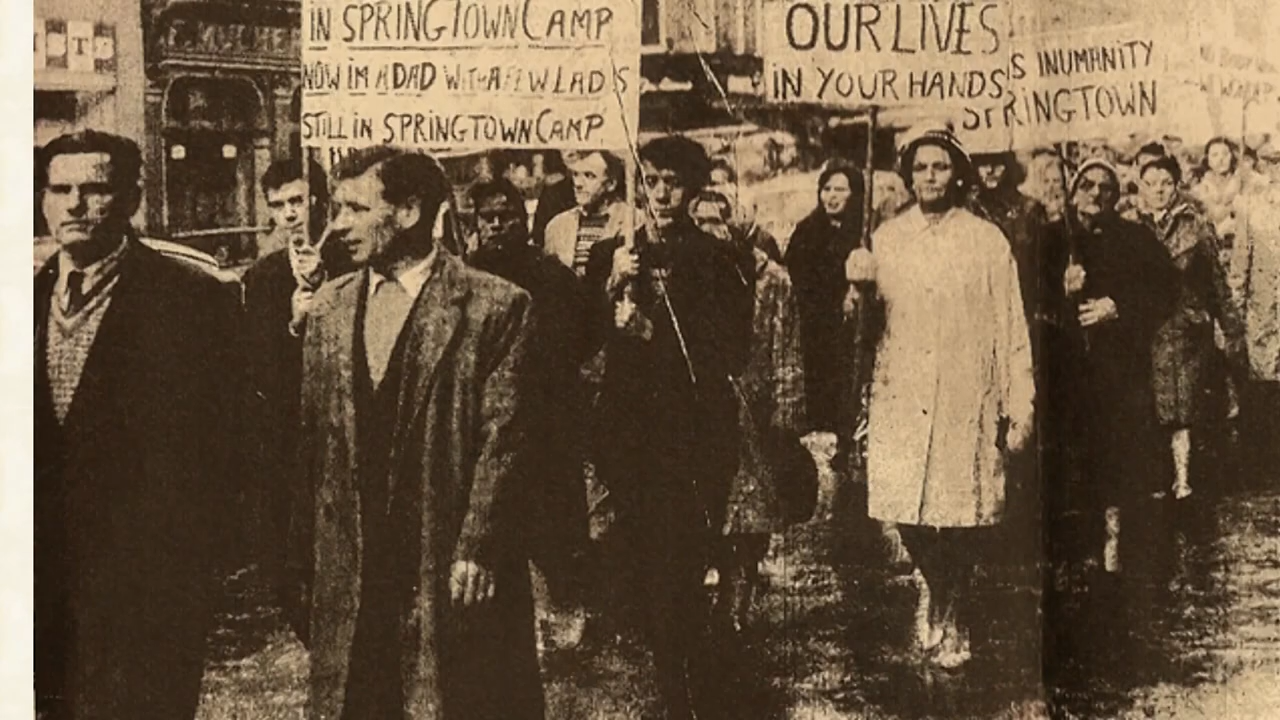 IN SPRINGTOWN CAMP
NOW IM A DAD WITH A FEW LADS
STILL IN SPRINGTOWN CAMP
OUR LIVES
IN YOUR HANDS
IS INUMANITY
SPRINGTOWN